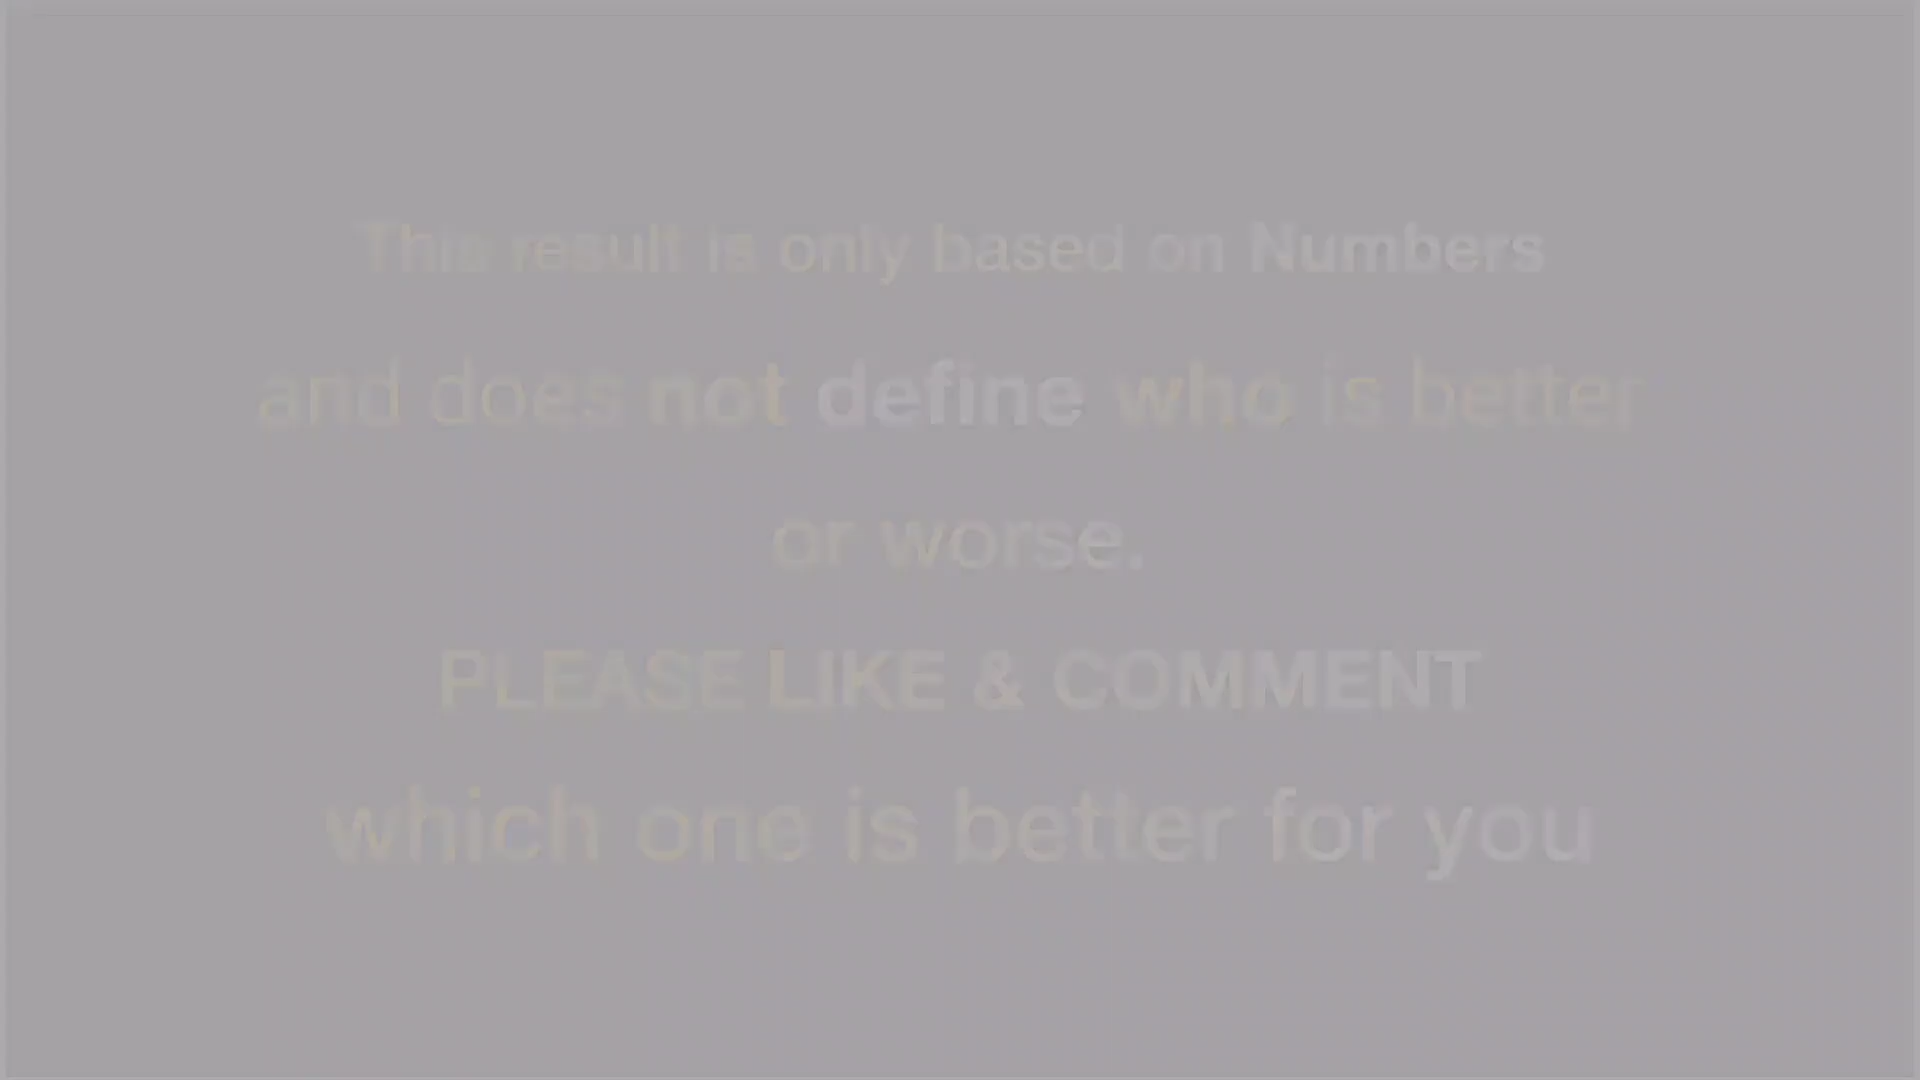 This result is only based on Numbers
and does not define who is better
or worse.
PLEASE LIKE & COMMENT
which one is better for you